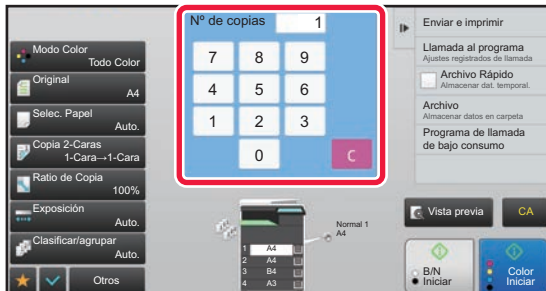 Nº de copias 1
7 8 9
4 5 6
1 2 3
0 C
Modo Color
Todo Color
Original
A4
Selec. Papel
Auto.
Copia 2-Caras
1-Cara→1-Cara
Ratio de Copia
100%
Exposición
Auto.
Clasificar/agrupar
Auto.
Otros
Normal 1
A4
1 A4
2 A4
3 B4
4 A3
Enviar e imprimir
Llamada al programa
Ajustes registrados de llamada
Archivo Rápido
Almacenar dat. temporal.
Archivo
Almacenar datos en carpeta
Programa de llamada
de bajo consumo
Vista previa
CA
B/N
Iniciar
Color
Iniciar